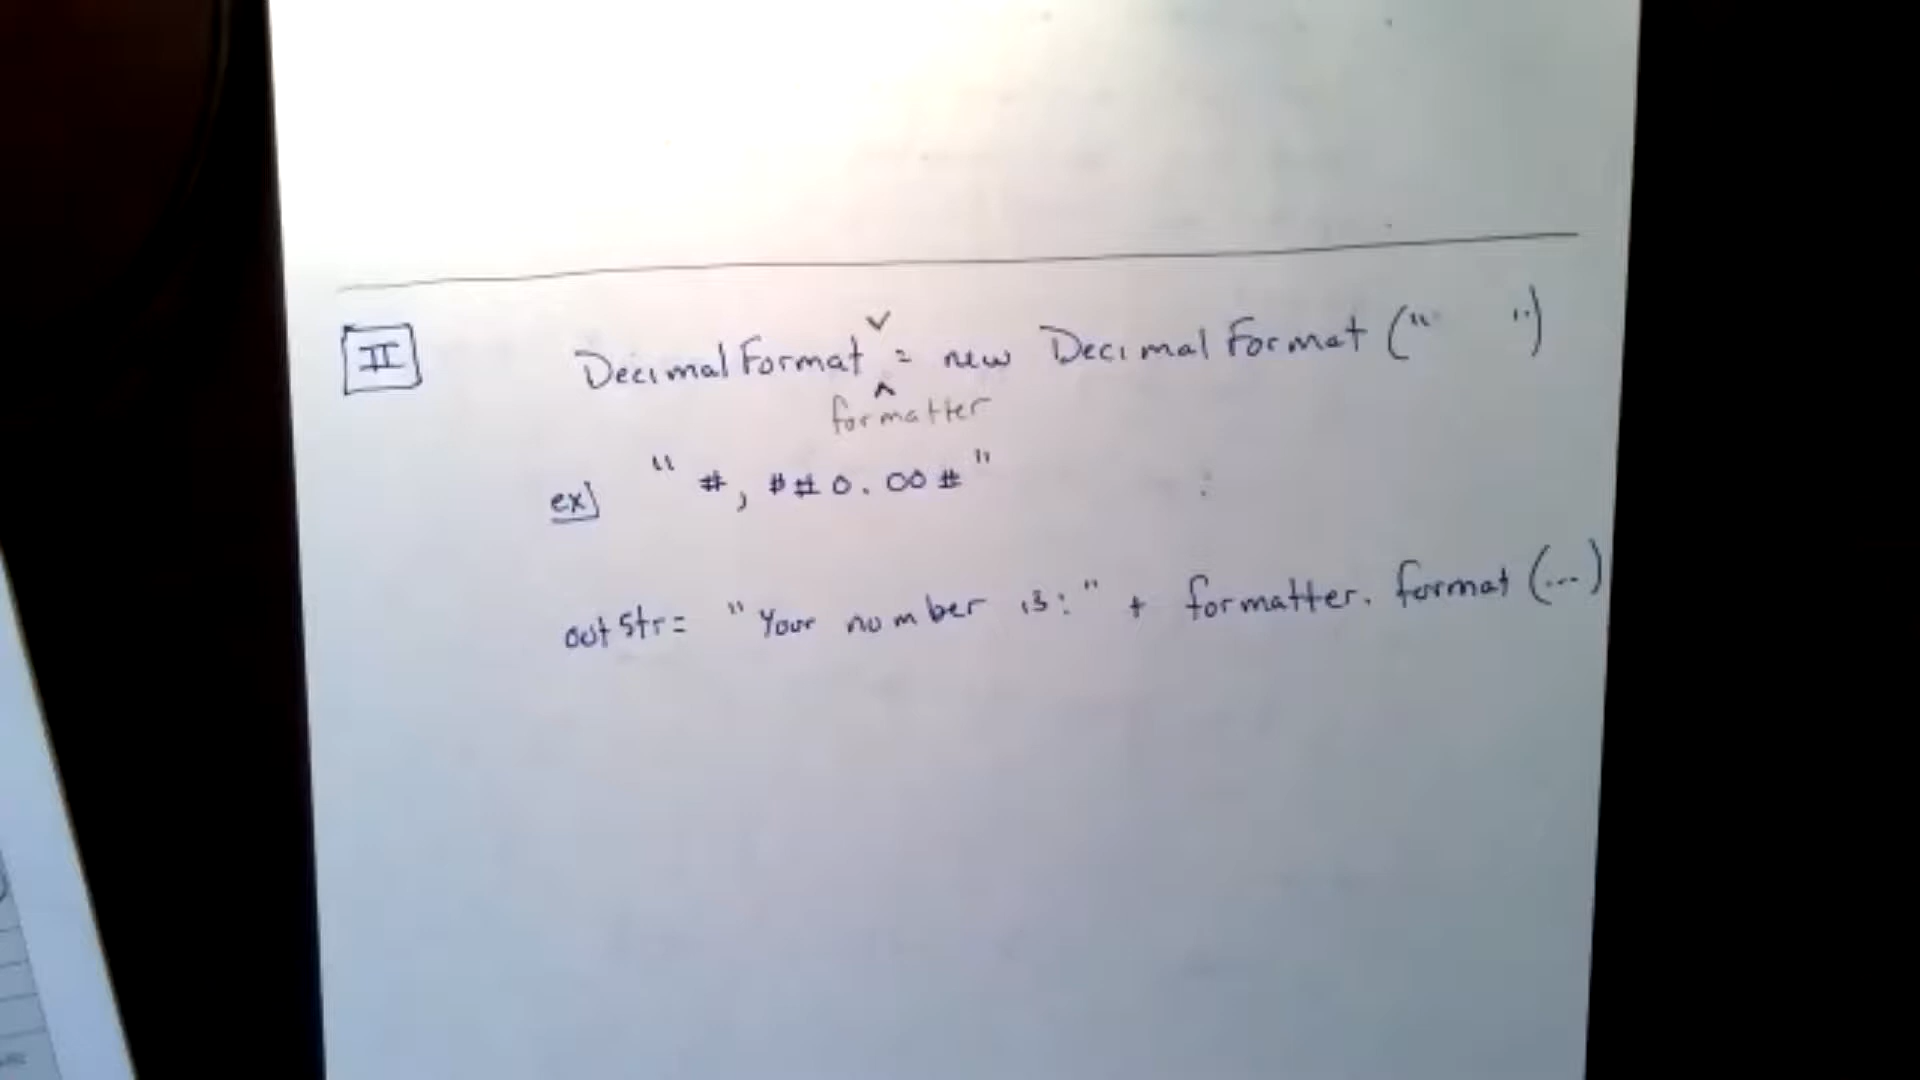 II DecimalFormat = new DecimalFormat (" ")
formatter
ex] "#, ##0.00#"
outStr= "Your number is:" + formatter. format (...)